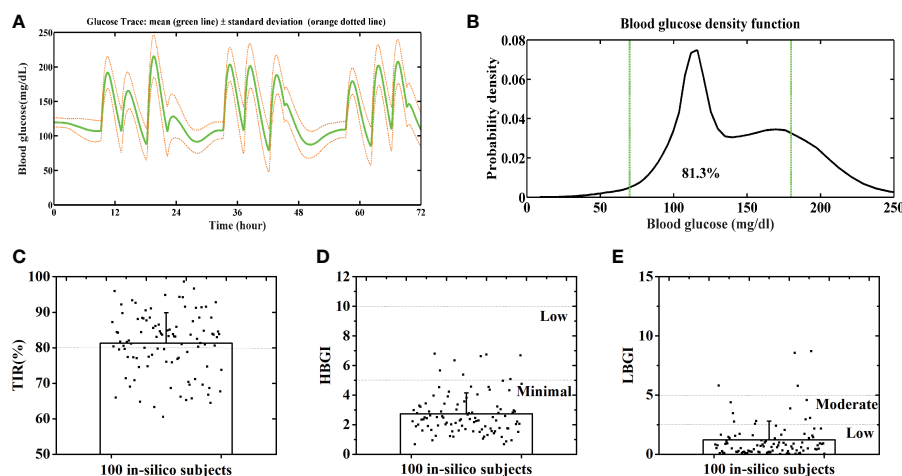 A
Glucose Trace: mean (green line) ± standard deviation (orange dotted line)
Blood glucose(mg/dL)
250
200
150
100
50
0
0
12
24
36
48
60
72
Time (hour)
B
Blood glucose density function
Probability density
0.08
0.06
0.04
0.02
0
81.3%
0
50
100
150
200
250
Blood glucose (mg/dl)
C
TIR(%)
100
90
80
70
60
50
100 in-silico subjects
D
HBGI
12
10
8
6
4
2
0
Low
Minimal
100 in-silico subjects
E
LBGI
15
10
5
0
Moderate
Low
100 in-silico subjects